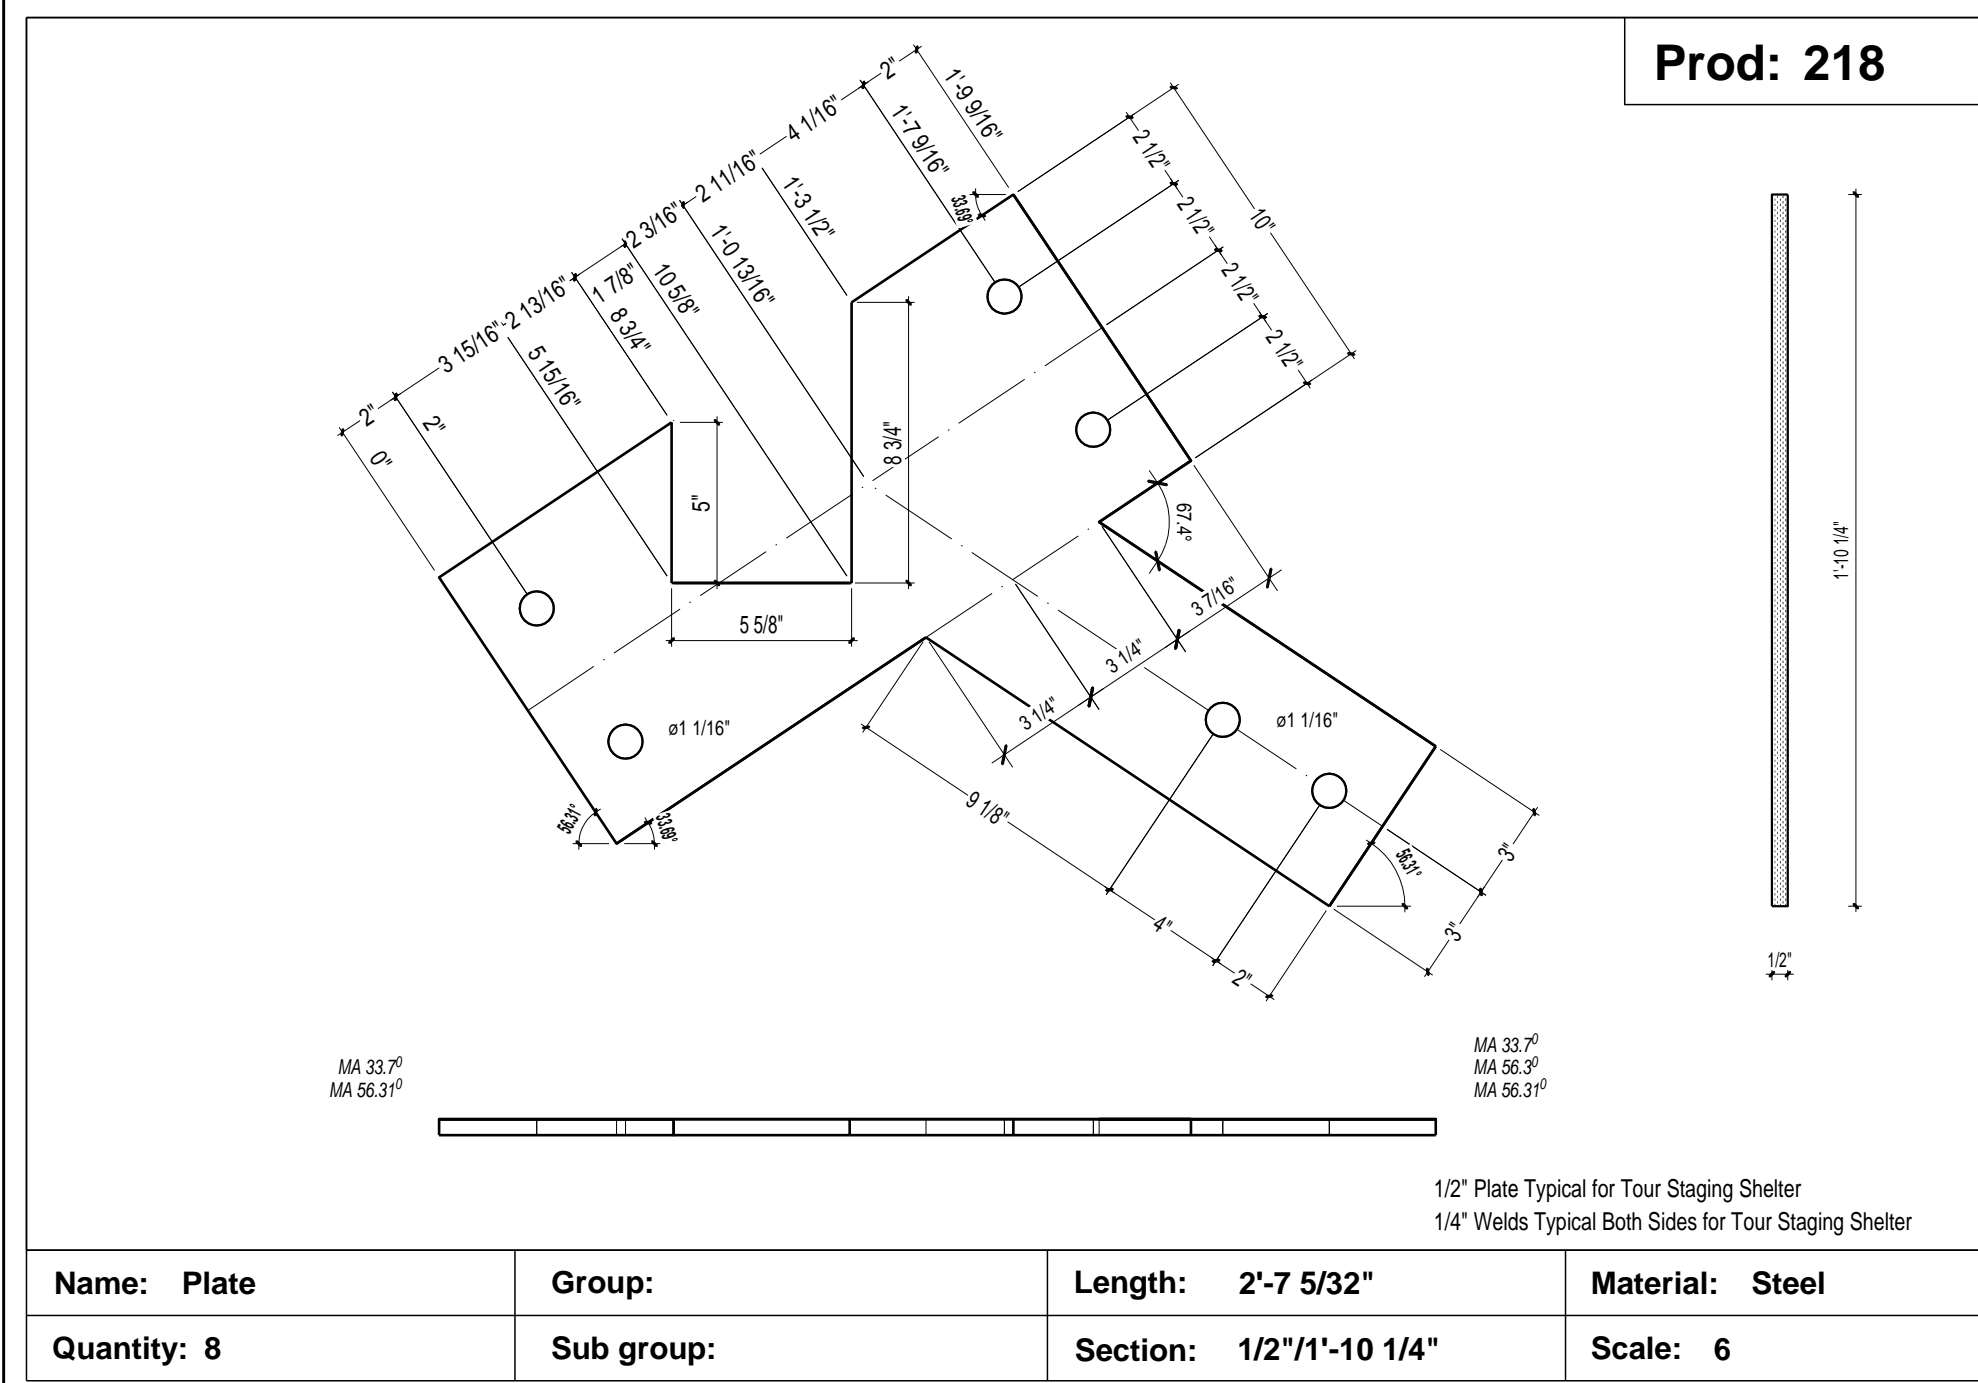 Prod: 218
2"
1'-9 9/16"
4 1/16"
1'-7 9/16"
2 11/16"
1'-3 1/2"
2 3/16"
1'-0 13/16"
1 7/8"
10 5/8"
2 13/16"
8 3/4"
3 15/16"
5 15/16"
2"
2"
0"
33.69°
2 1/2"
2 1/2"
2 1/2"
2 1/2"
10"
8 3/4"
5"
5 5/8"
67.4°
3 7/16"
3 1/4"
3 1/4"
ø1 1/16"
ø1 1/16"
56.31°
33.69°
9 1/8"
4"
2"
56.31°
3"
3"
1'-10 1/4"
1/2"
MA 33.7⁰
MA 56.31⁰
MA 33.7⁰
MA 56.3⁰
MA 56.31⁰
1/2" Plate Typical for Tour Staging Shelter
1/4" Welds Typical Both Sides for Tour Staging Shelter
Name: Plate
Group:
Length: 2'-7 5/32"
Material: Steel
Quantity: 8
Sub group:
Section: 1/2"/1'-10 1/4"
Scale: 6